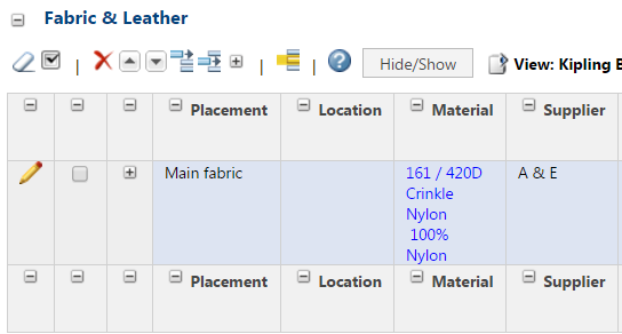 Fabric & Leather
Hide/Show View: Kipling B
Placement Location Material Supplier
Main fabric 161 / 420D A & E
Crinkle
Nylon
100%
Nylon
Placement Location Material Supplier